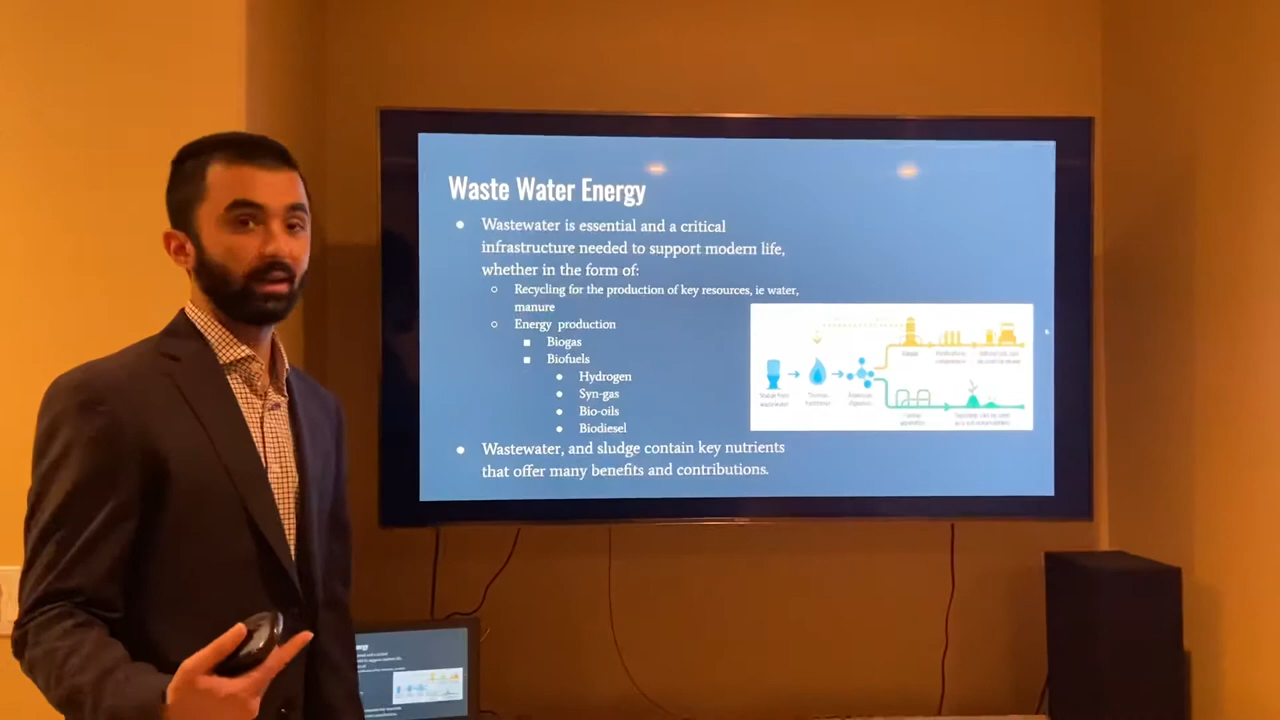 Waste Water Energy
Wastewater is essential and a critical
infrastructure needed to support modern life,
whether in the form of:
Recycling for the production of key resources, ie water,
manure
Energy production
Biogas
Biofuels
Hydrogen
Syn-gas
Bio-oils
Biodiesel
Wastewater, and sludge contain key nutrients
that offer many benefits and contributions.